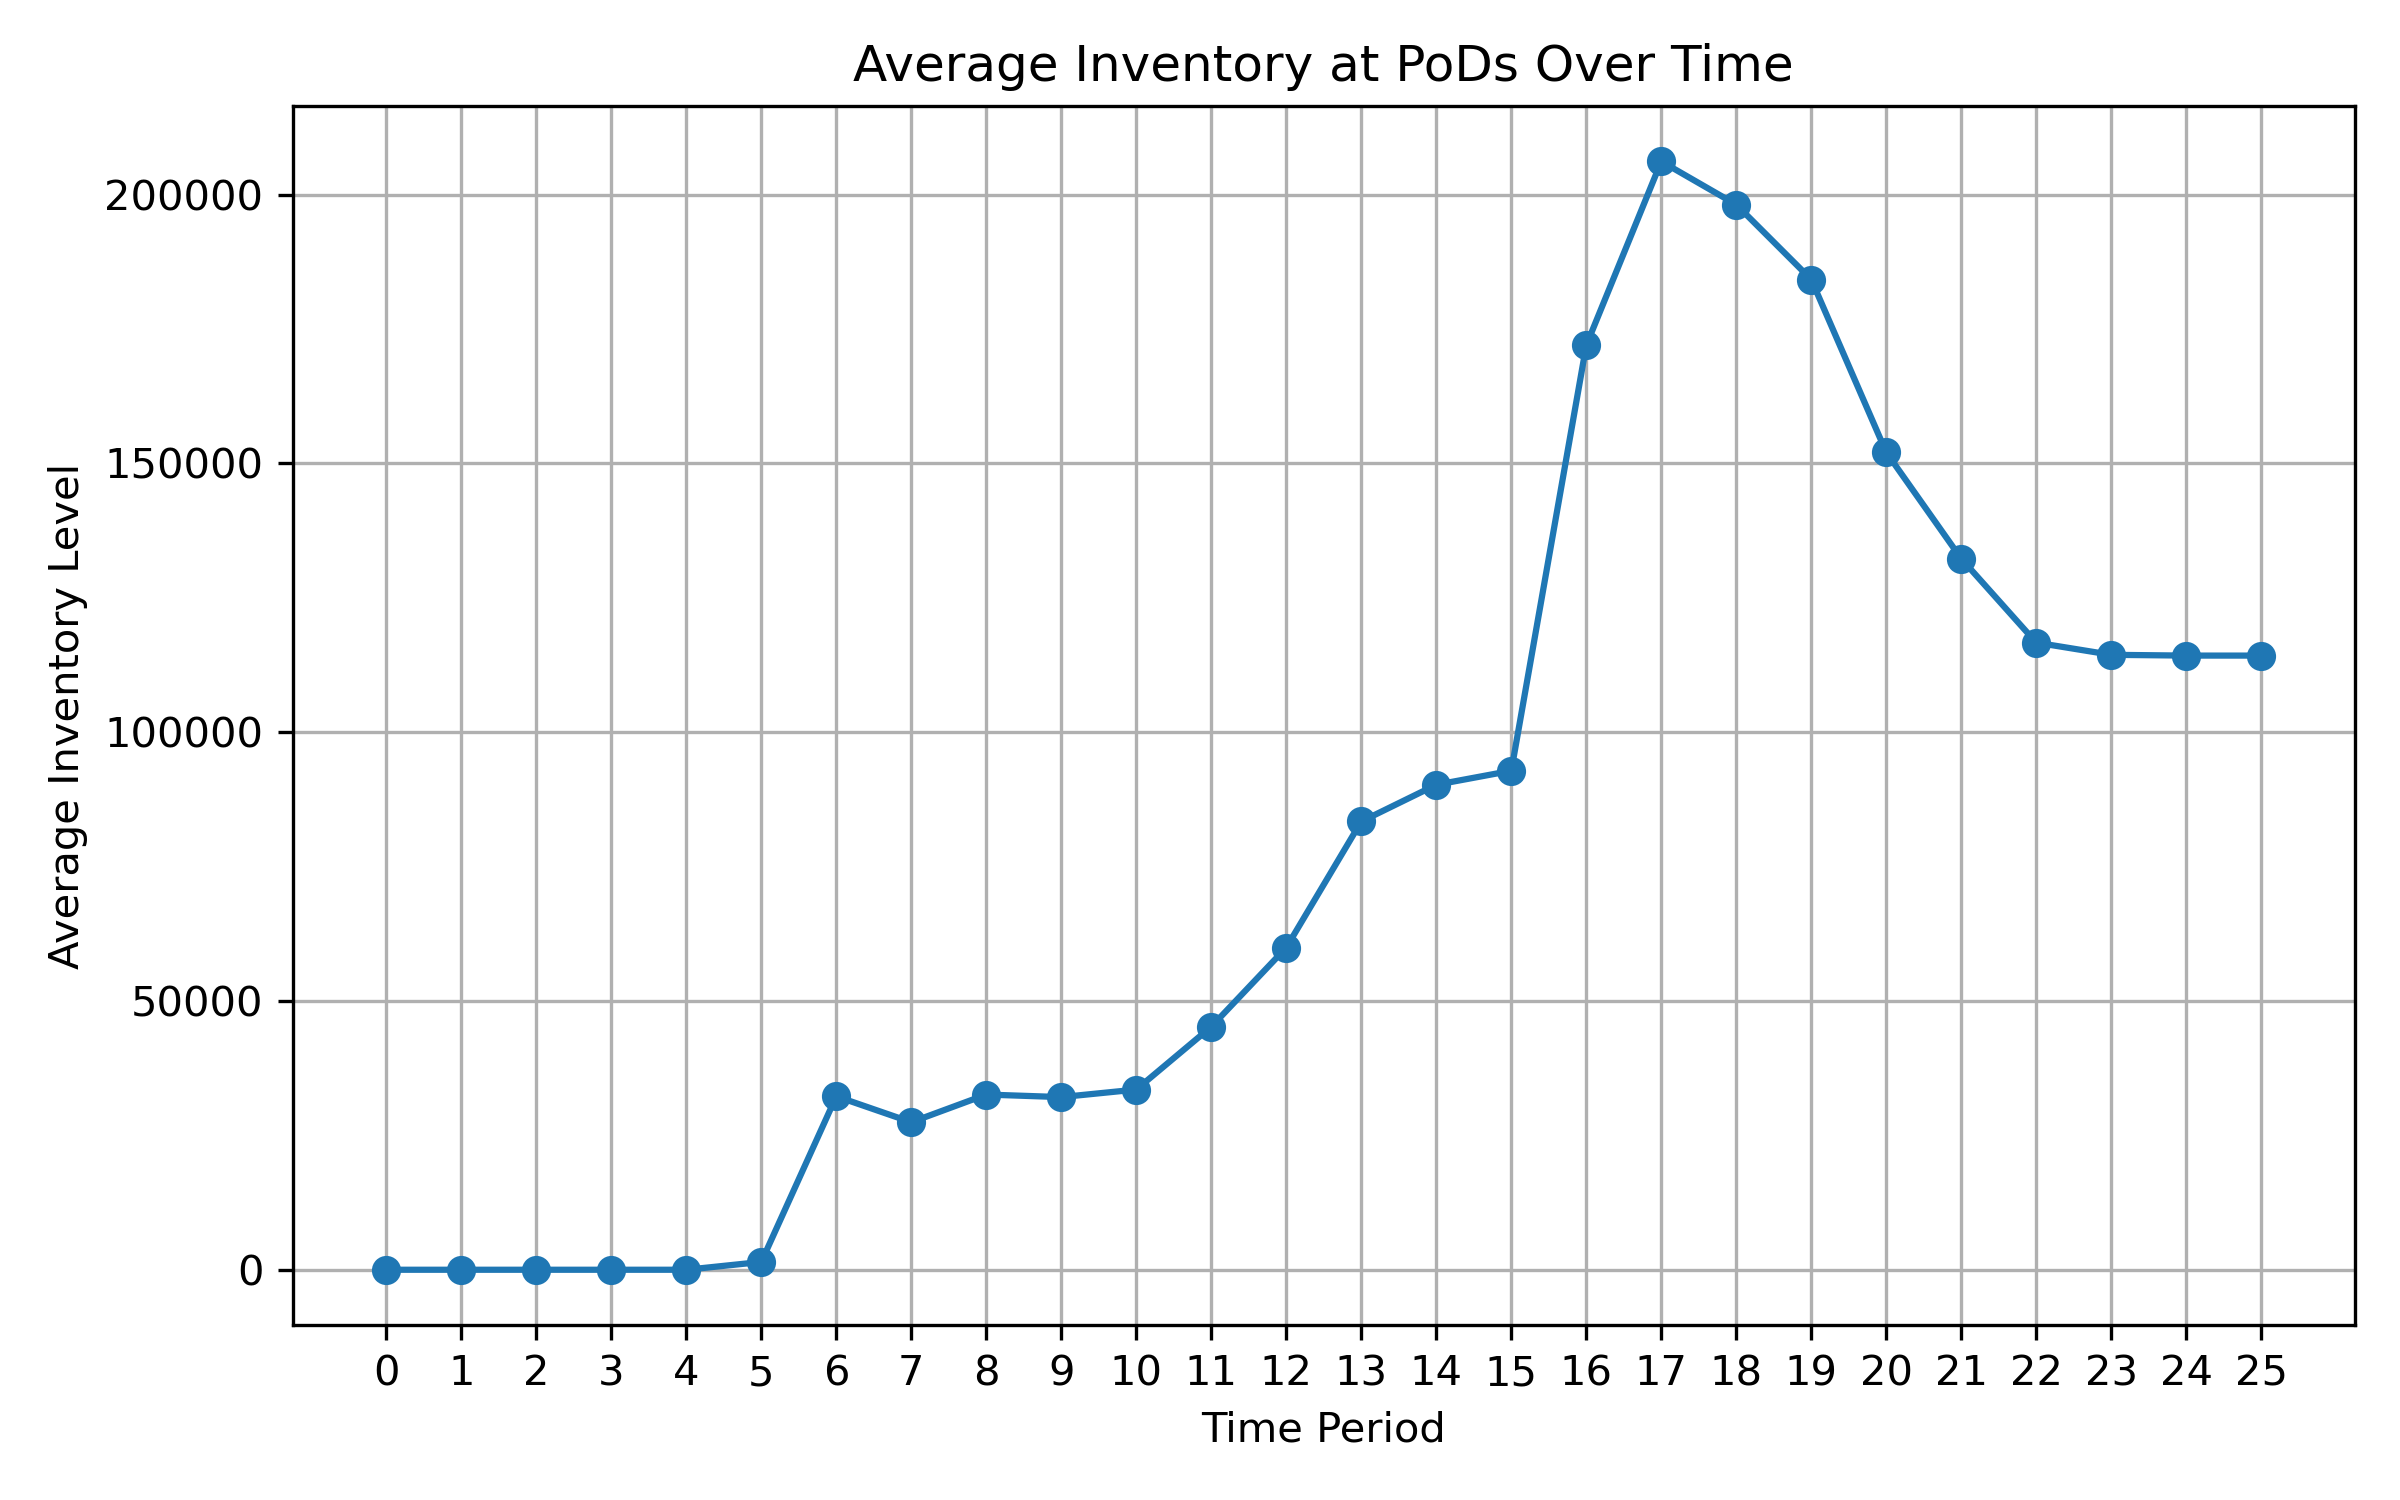 Average Inventory at PoDs Over Time
Average Inventory Level
200000
150000
100000
50000
0
0 1 2 3 4 5 6 7 8 9 10 11 12 13 14 15 16 17 18 19 20 21 22 23 24 25
Time Period